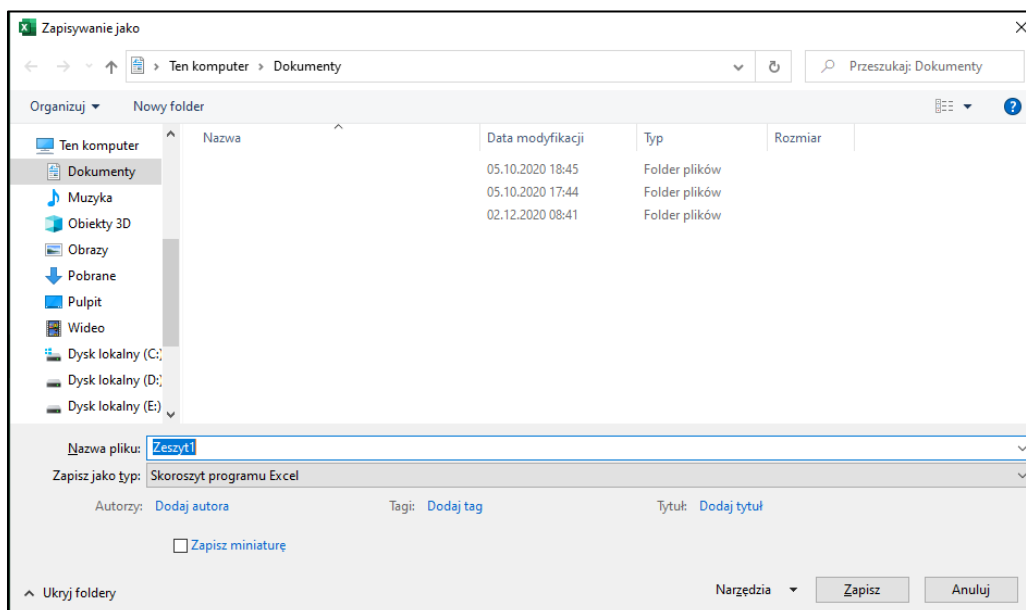 Zapisywanie jako
Ten komputer > Dokumenty
Przeszukaj: Dokumenty
Organizuj
Nowy folder
Nazwa Data modyfikacji Typ Rozmiar
Ten komputer
Dokumenty
Muzyka
Obiekty 3D
Obrazy
Pobrane
Pulpit
Wideo
Dysk lokalny (C:)
Dysk lokalny (D:)
Dysk lokalny (E:)
05.10.2020 18:45 Folder plików
05.10.2020 17:44 Folder plików
02.12.2020 08:41 Folder plików
Nazwa pliku: Zeszyt1
Zapisz jako typ: Skoroszyt programu Excel
Autorzy: Dodaj autora Tagi: Dodaj tag Tytuł: Dodaj tytuł
Zapisz miniaturę
Ukryj foldery Narzędzia Zapisz Anuluj